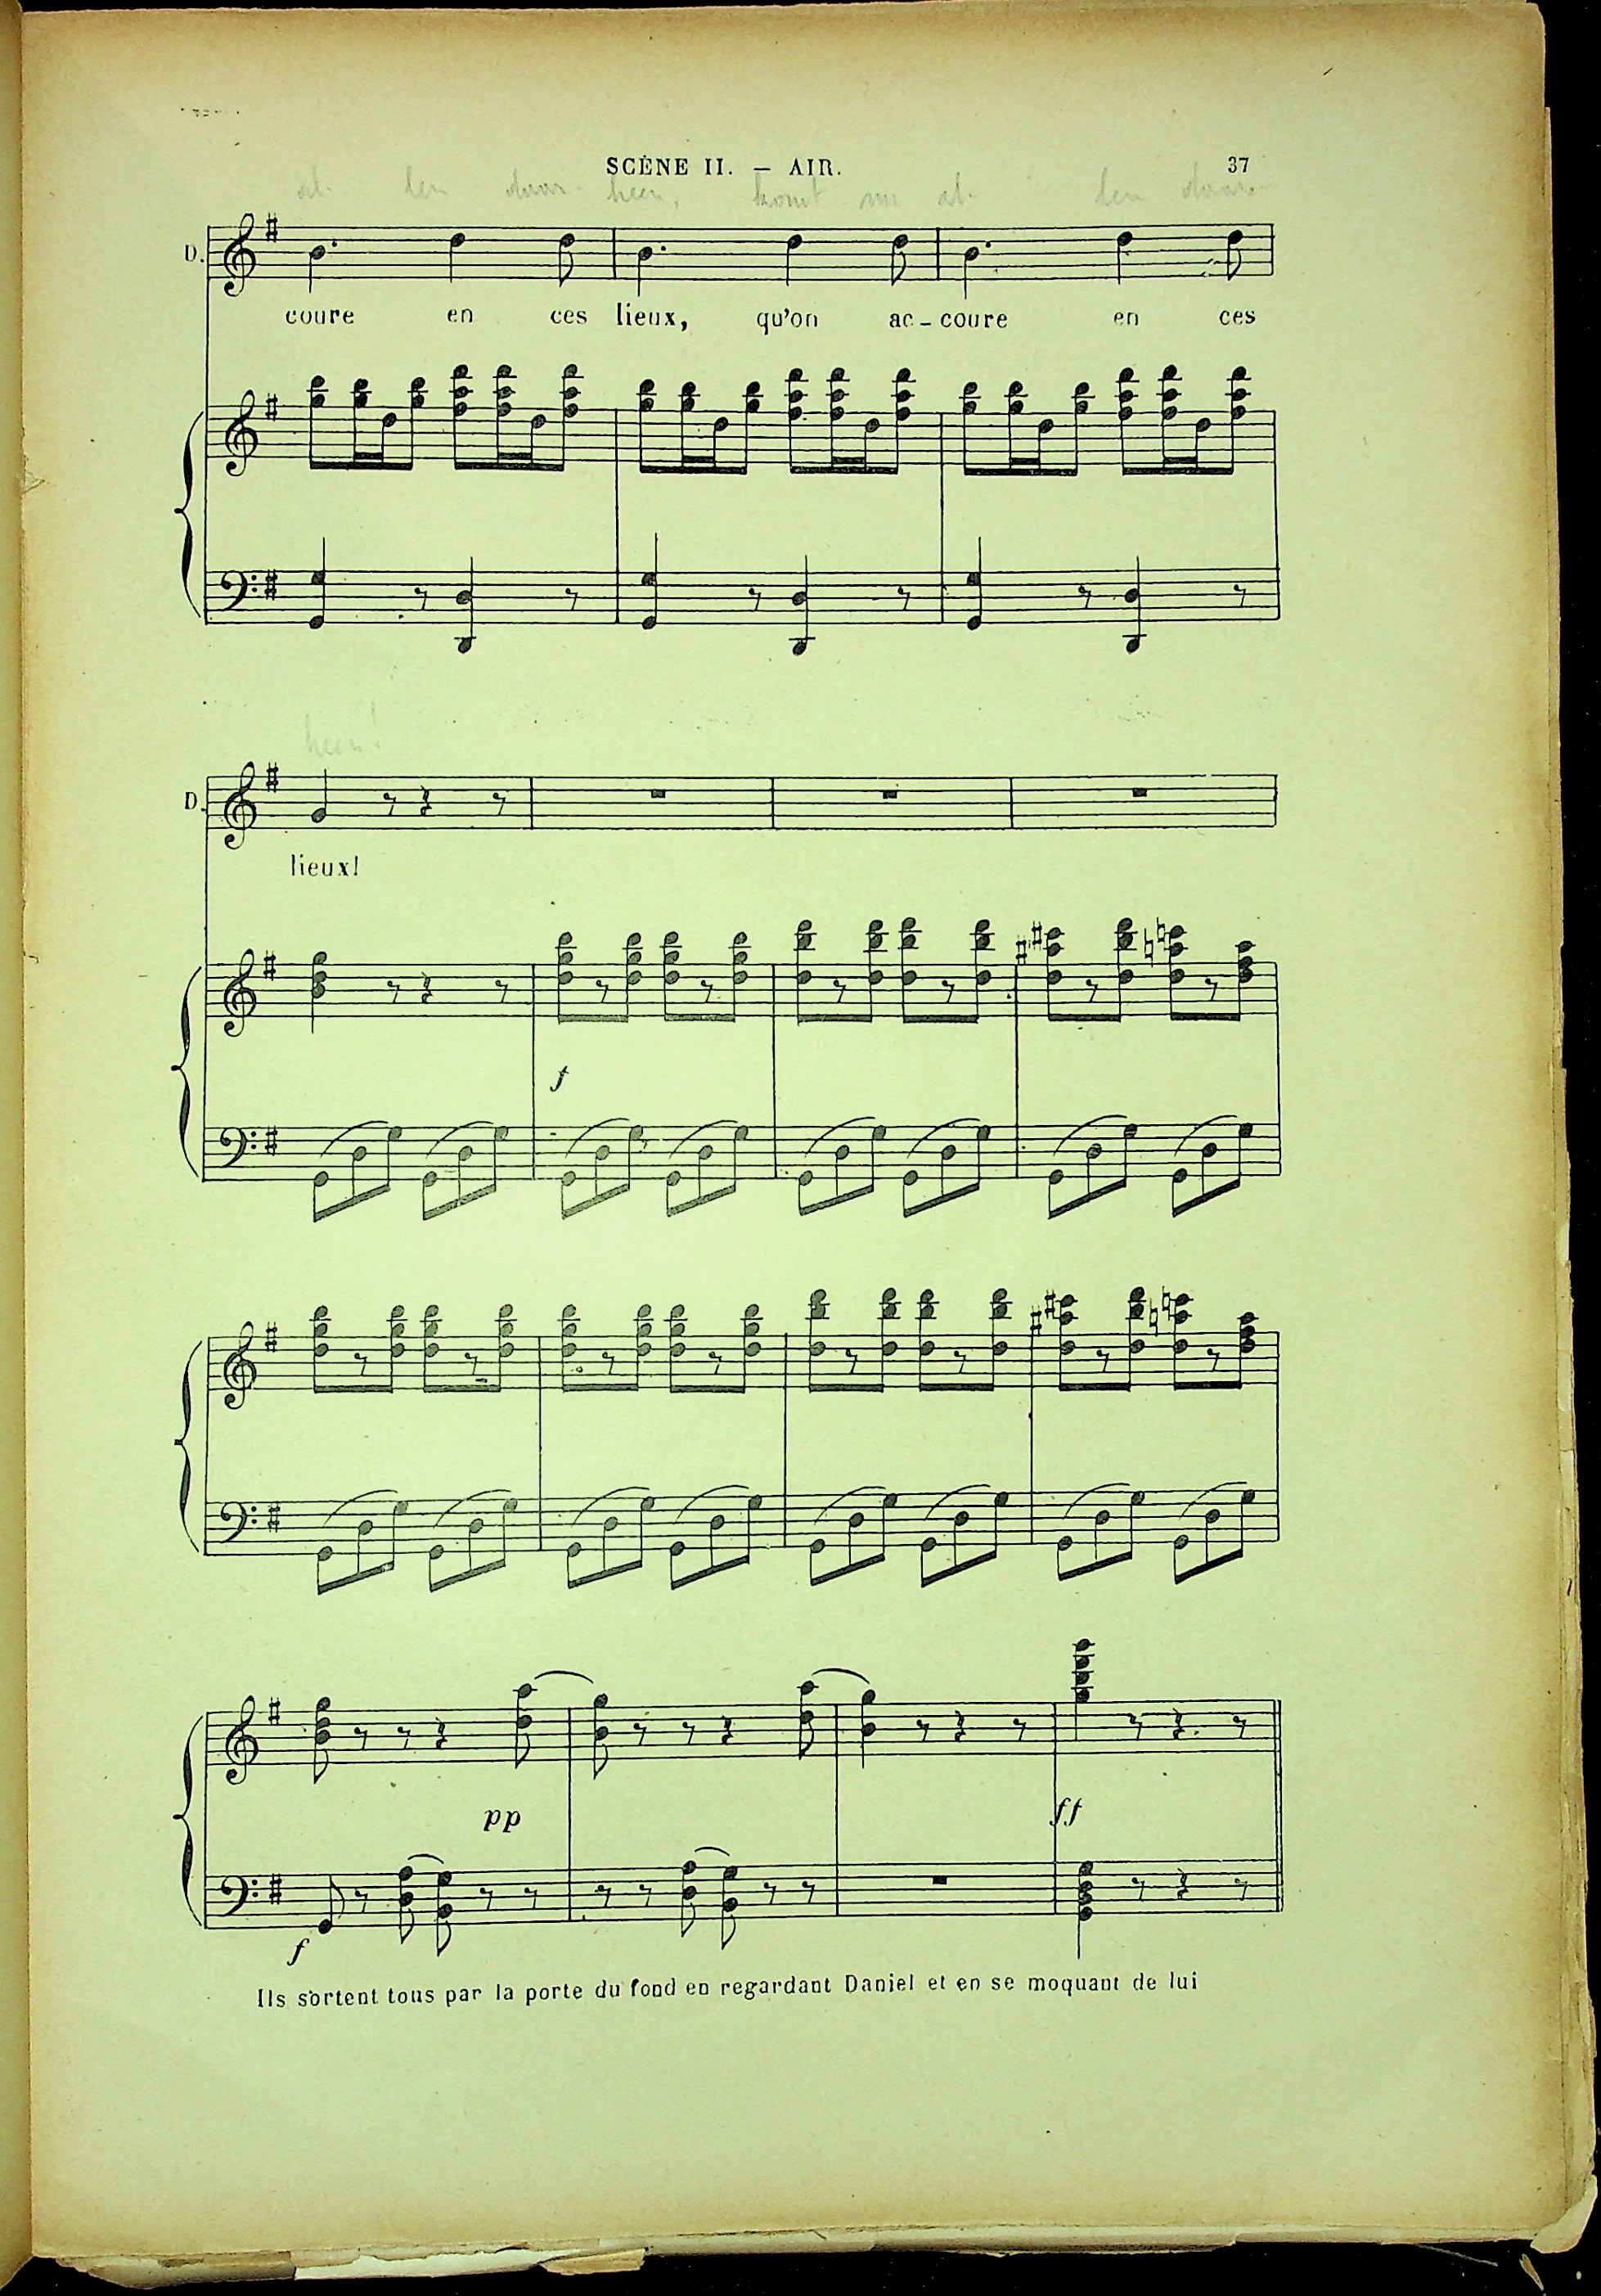 SCÈNE II. — AIR. 37
al- len daar- heen, komt nu al- len daar-
D.
coure en ces lieux, qu'on ac-coure en ces
heen!
D.
lieux!
f
pp ff
f
Ils sortent tous par la porte du fond en regardant Daniel et en se moquant de lui